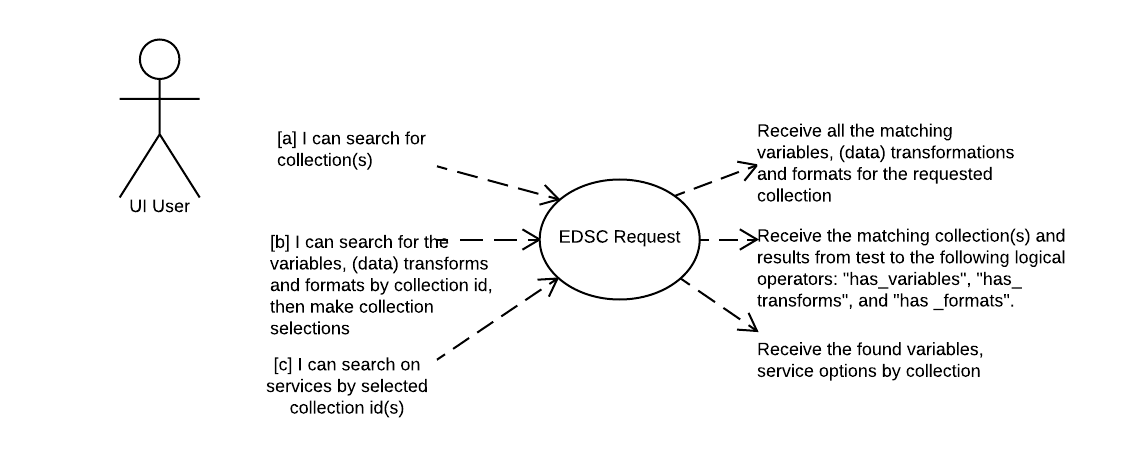 UI User
[a] I can search for
collection(s)
[b] I can search for the
variables, (data) transforms
and formats by collection id,
then make collection
selections
[c] I can search on
services by selected
collection id(s)
EDSC Request
Receive all the matching
variables, (data) transformations
and formats for the requested
collection
Receive the matching collection(s) and
results from test to the following logical
operators: "has_variables", "has_
transforms", and "has _formats".
Receive the found variables,
service options by collection